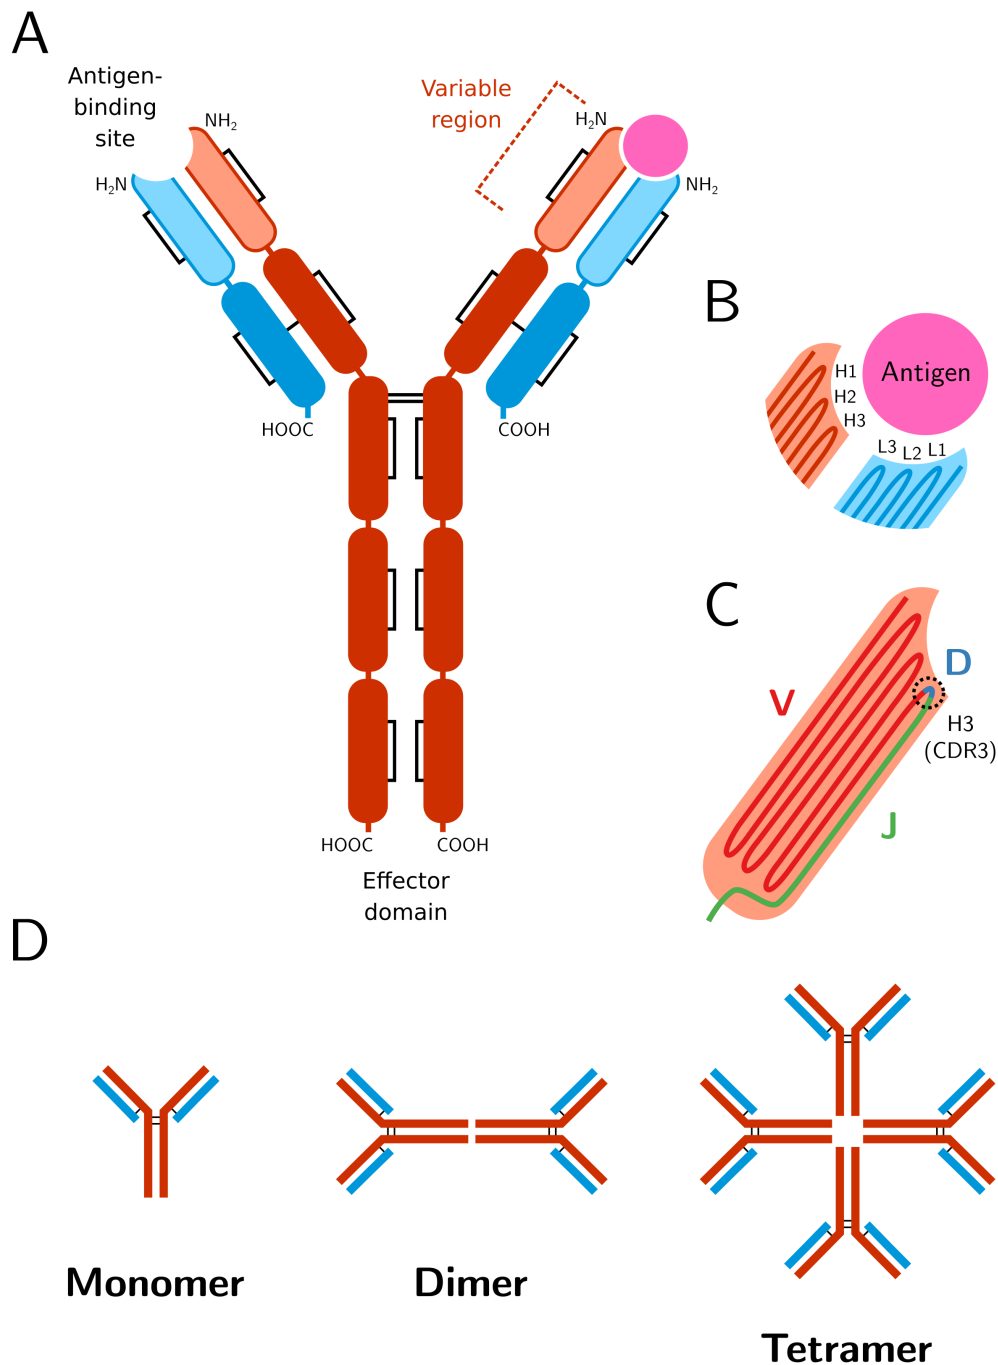 A
Antigen-
binding
site
NH₂
H₂N
Variable
region
H₂N
NH₂
HOOC
COOH
HOOC
COOH
Effector
domain
B
Antigen
H1
H2
H3
L3 L2 L1
C
V
D
H3
(CDR3)
J
D
Monomer
Dimer
Tetramer